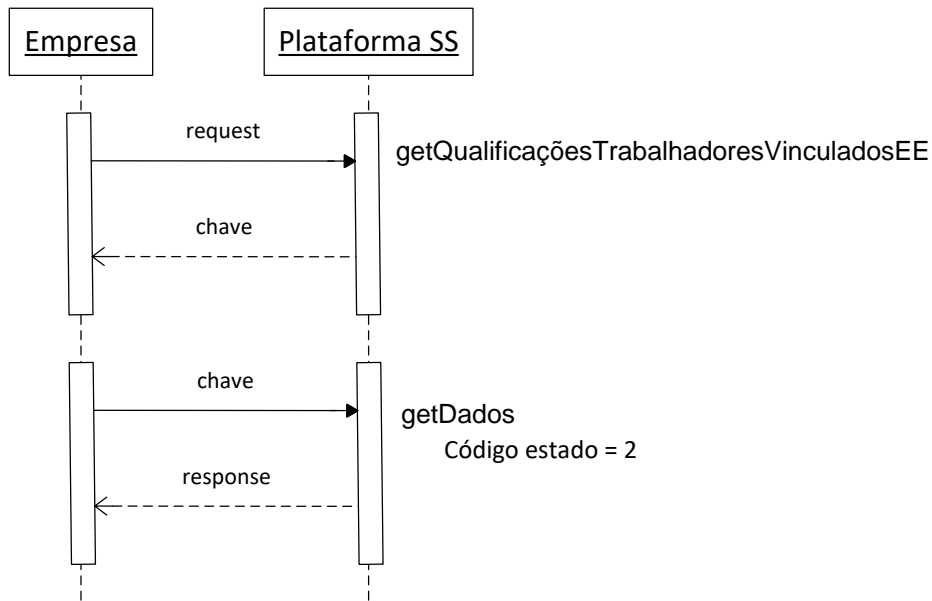 Empresa
Plataforma SS
request
getQualificaçõesTrabalhadoresVinculadosEE
chave
chave
getDados
Código estado = 2
response